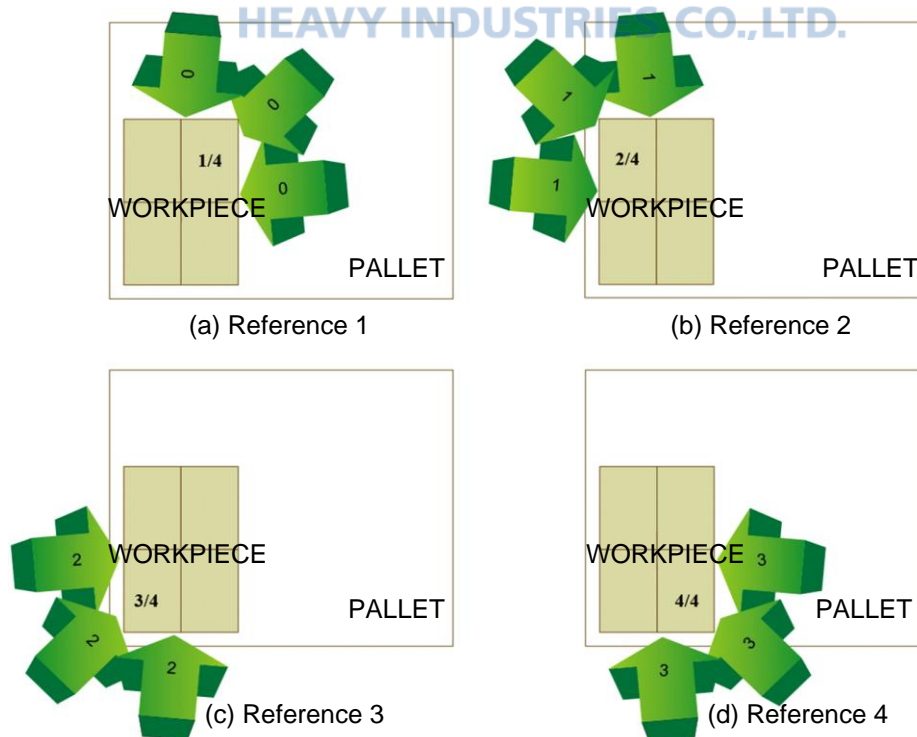 HEAVY INDUSTRIES CO.,LTD.
0
0
1/4
0
WORKPIECE
PALLET
(a) Reference 1
1
1
2/4
1
WORKPIECE
PALLET
(b) Reference 2
2
WORKPIECE
3/4
PALLET
2
2
(c) Reference 3
WORKPIECE
3
4/4
PALLET
3
3
(d) Reference 4